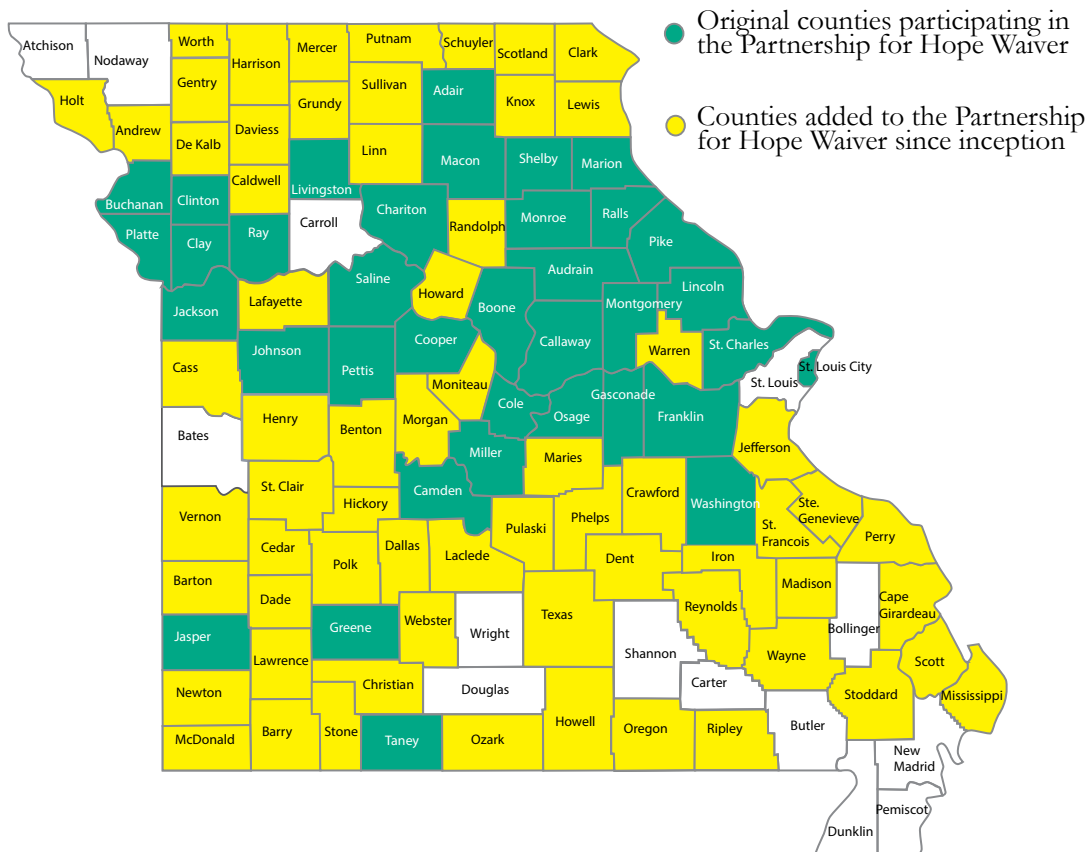 Original counties participating in
the Partnership for Hope Waiver
Counties added to the Partnership
for Hope Waiver since inception
Atchison
Nodaway
Worth
Harrison
Mercer
Putnam
Schuyler
Scotland
Clark
Holt
Gentry
Grundy
Sullivan
Adair
Knox
Lewis
Andrew
De Kalb
Daviess
Linn
Macon
Shelby
Marion
Buchanan
Clinton
Caldwell
Livingston
Chariton
Randolph
Monroe
Ralls
Platte
Clay
Ray
Carroll
Pike
Saline
Audrain
Jackson
Lafayette
Howard
Boone
Montgomery
Lincoln
Johnson
Pettis
Cooper
Callaway
Warren
St. Charles
St. Louis City
St. Louis
Cass
Moniteau
Cole
Osage
Gasconade
Franklin
Bates
Henry
Benton
Morgan
Miller
Maries
Jefferson
St. Clair
Hickory
Camden
Crawford
Washington
Ste.
Genevieve
Vernon
Pulaski
Phelps
St.
Francois
Perry
Cedar
Polk
Dallas
Laclede
Dent
Iron
Barton
Dade
Madison
Cape
Girardeau
Jasper
Greene
Webster
Wright
Texas
Reynolds
Bollinger
Lawrence
Shannon
Wayne
Scott
Newton
Christian
Douglas
Carter
Stoddard
Mississippi
McDonald
Barry
Stone
Taney
Ozark
Howell
Oregon
Ripley
Butler
New
Madrid
Pemiscot
Dunklin